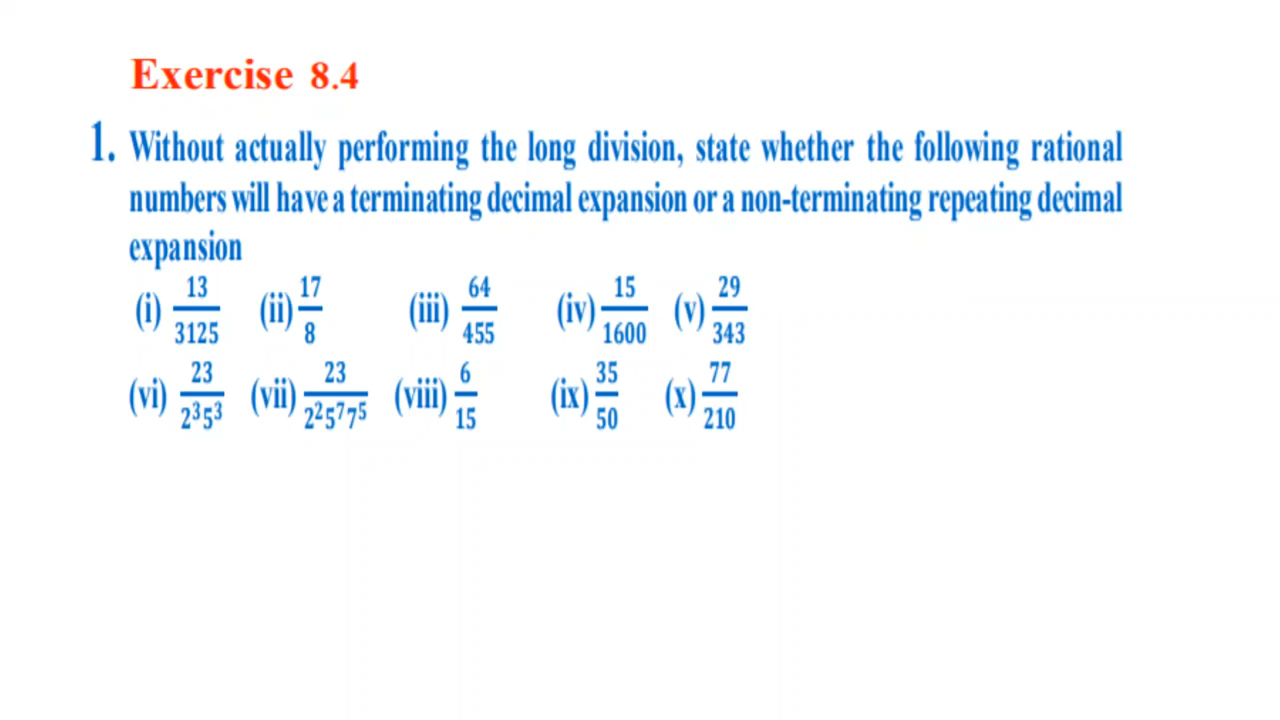 Exercise 8.4
1. Without actually performing the long division, state whether the following rational
numbers will have a terminating decimal expansion or a non-terminating repeating decimal
expansion
(i) 13/3125 (ii) 17/8 (iii) 64/455 (iv) 15/1600 (v) 29/343
(vi) 23/2³5³ (vii) 23/2²5⁷7⁵ (viii) 6/15 (ix) 35/50 (x) 77/210